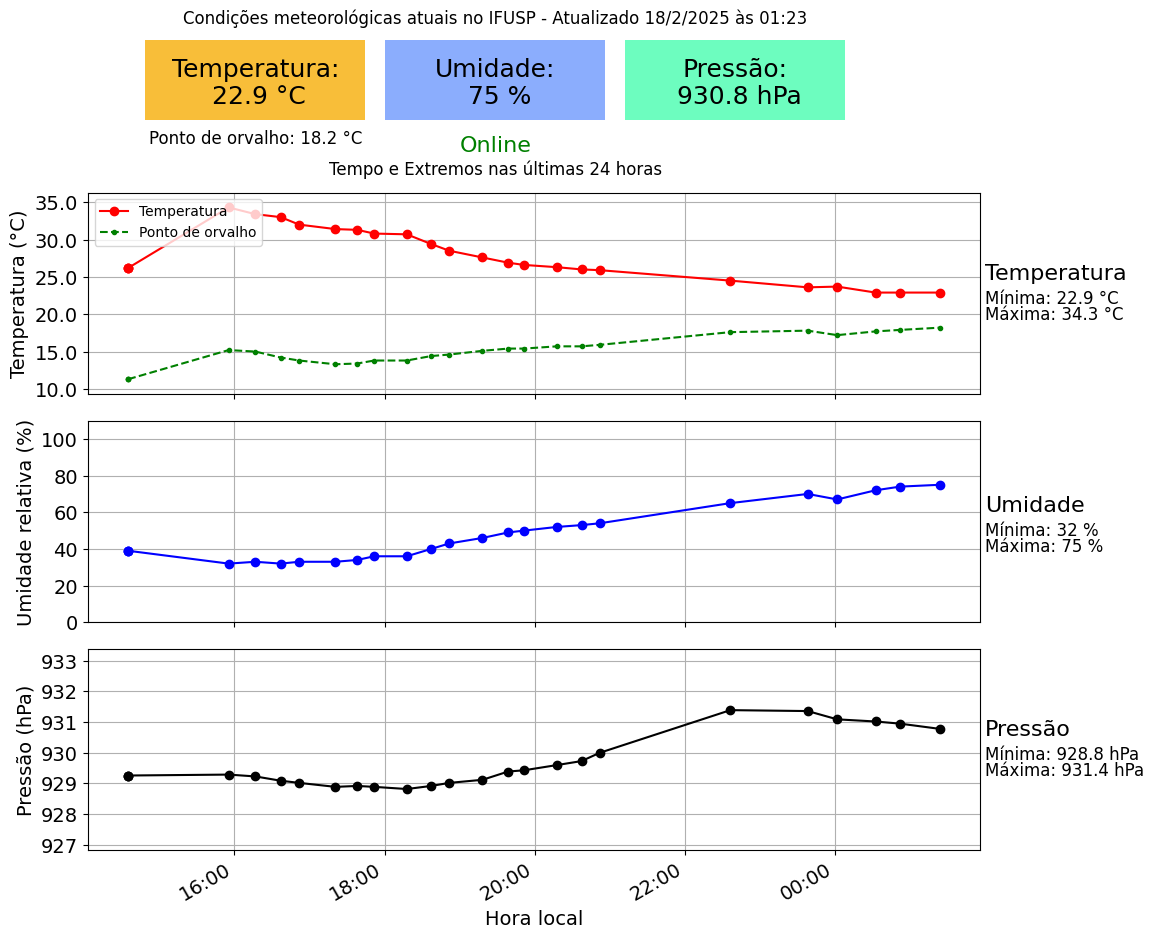 Condições meteorológicas atuais no IFUSP - Atualizado 18/2/2025 às 01:23
Temperatura:
22.9 °C
Umidade:
75 %
Pressão:
930.8 hPa
Ponto de orvalho: 18.2 °C
Online
Tempo e Extremos nas últimas 24 horas
Temperatura (°C)
35.0
30.0
25.0
20.0
15.0
10.0
Temperatura
Ponto de orvalho
Temperatura
Mínima: 22.9 °C
Máxima: 34.3 °C
Umidade relativa (%)
100
80
60
40
20
0
Umidade
Mínima: 32 %
Máxima: 75 %
Pressão (hPa)
933
932
931
930
929
928
927
Pressão
Mínima: 928.8 hPa
Máxima: 931.4 hPa
16:00
18:00
20:00
22:00
00:00
Hora local